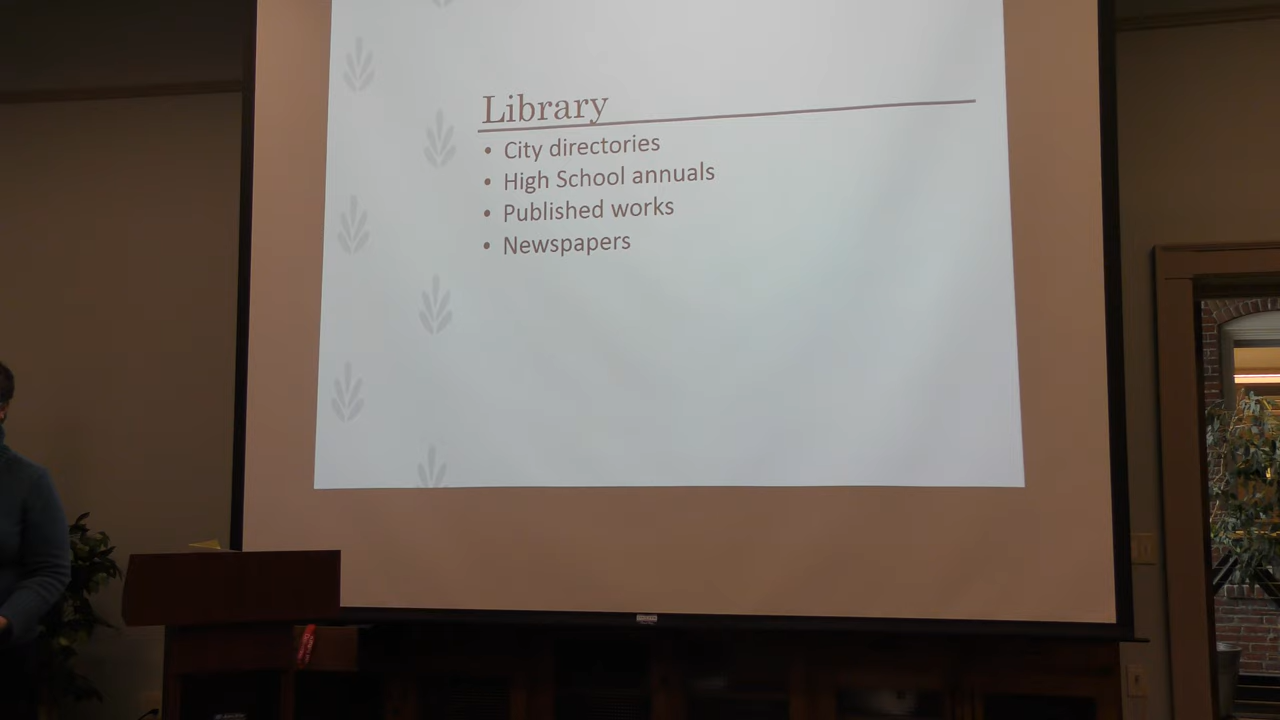 Library
• City directories
• High School annuals
• Published works
• Newspapers